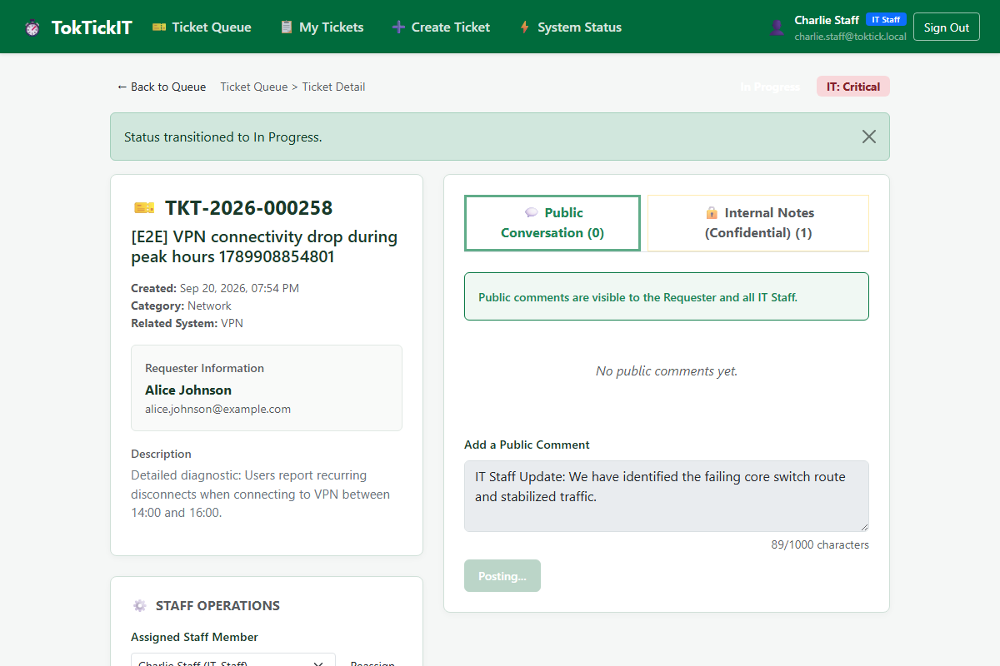 TokTickIT
Ticket Queue
My Tickets
Create Ticket
System Status
Charlie Staff IT Staff
charlie.staff@toktick.local
Sign Out
← Back to Queue
Ticket Queue > Ticket Detail
In Progress
IT: Critical
Status transitioned to In Progress.
TKT-2026-000258
[E2E] VPN connectivity drop during
peak hours 1789908854801
Created: Sep 20, 2026, 07:54 PM
Category: Network
Related System: VPN
Requester Information
Alice Johnson
alice.johnson@example.com
Description
Detailed diagnostic: Users report recurring
disconnects when connecting to VPN between
14:00 and 16:00.
STAFF OPERATIONS
Assigned Staff Member
Charlie Staff (IT Staff)
Reassign
Public
Conversation (0)
Internal Notes
(Confidential) (1)
Public comments are visible to the Requester and all IT Staff.
No public comments yet.
Add a Public Comment
IT Staff Update: We have identified the failing core switch route
and stabilized traffic.
89/1000 characters
Posting...